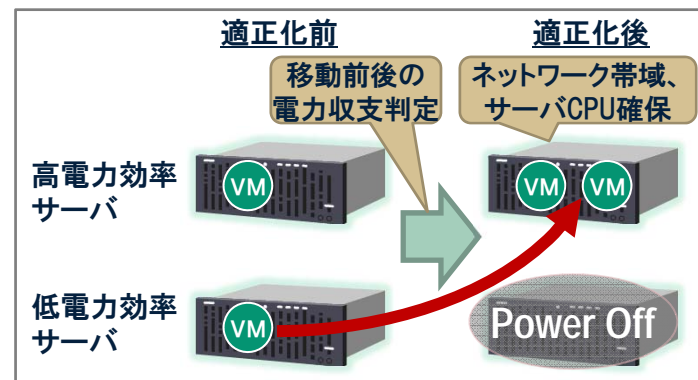 適正化前
適正化後
移動前後の
電力収支判定
ネットワーク帯域、
サーバCPU確保
高電力効率
サーバ
VM
VM
VM
低電力効率
サーバ
VM
Power Off